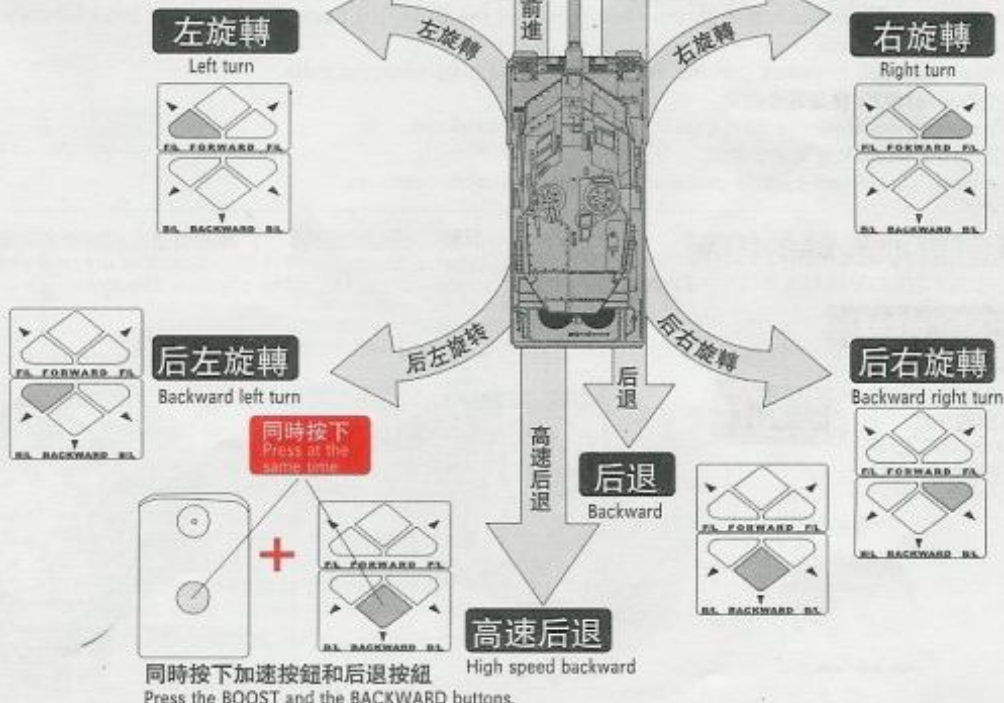 前進
左旋轉
Left turn
左旋轉
右旋轉
右旋轉
Right turn
F/L FORWARD F/L
B/L BACKWARD B/L
F/L FORWARD F/L
B/L BACKWARD B/L
后左旋轉
Backward left turn
F/L FORWARD F/L
B/L BACKWARD B/L
后左旋转
后右旋轉
后右旋轉
Backward right turn
F/L FORWARD F/L
B/L BACKWARD B/L
后退
高速后退
后退
Backward
F/L FORWARD F/L
B/L BACKWARD B/L
同時按下
Press at the
same time
+
F/L FORWARD F/L
B/L BACKWARD B/L
高速后退
High speed backward
同時按下加速按鈕和后退按紐
Press the BOOST and the BACKWARD buttons.